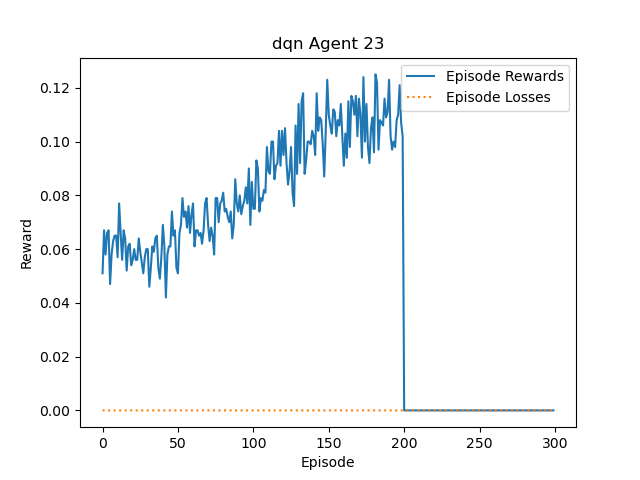 dqn Agent 23
Episode Rewards
Episode Losses
0.12
0.10
0.08
0.06
0.04
0.02
0.00
Reward
0 50 100 150 200 250 300
Episode